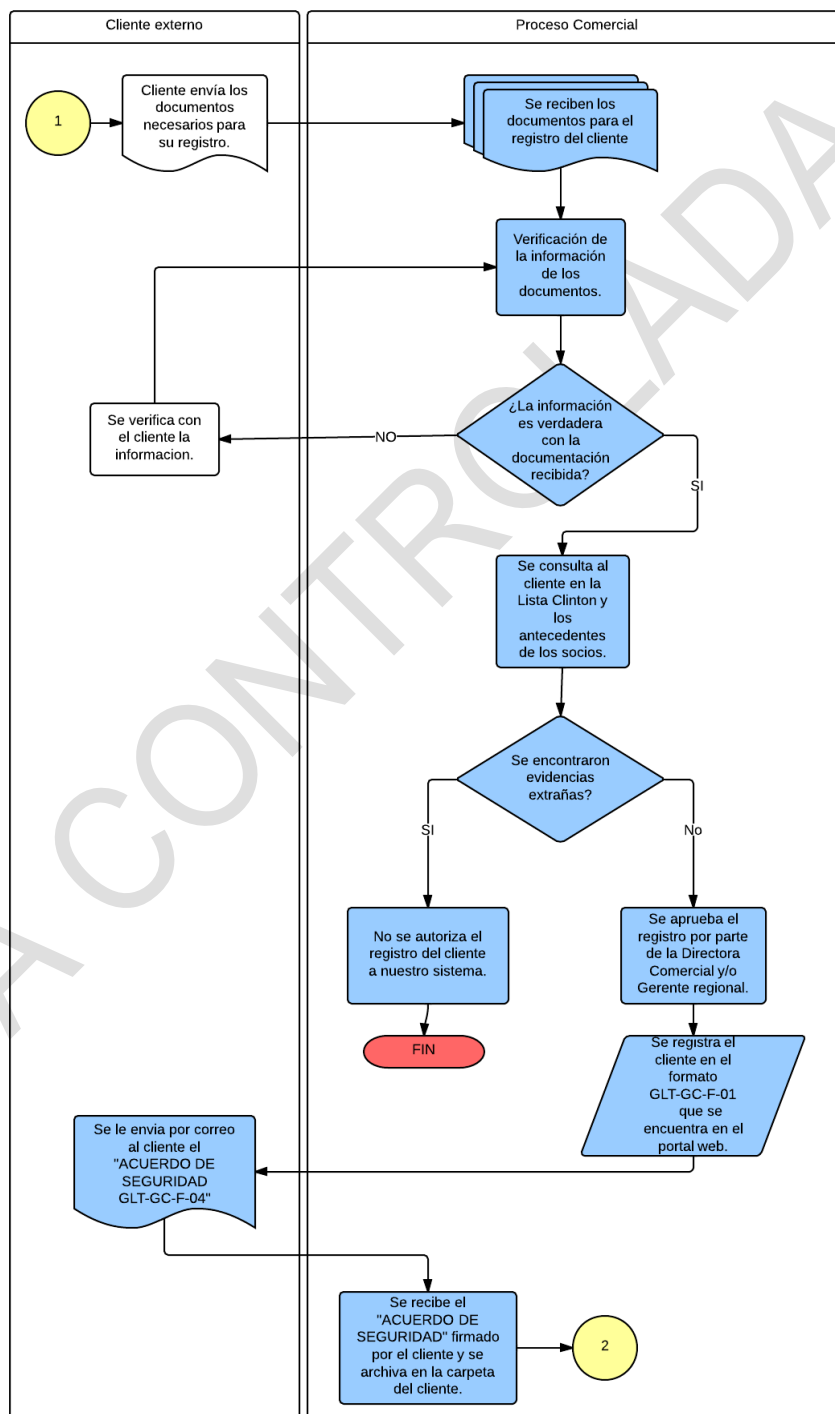 Cliente externo
Proceso Comercial
1
Cliente envía los
documentos
necesarios para
su registro.
Se reciben los
documentos para el
registro del cliente
Verificación de
la información
de los
documentos.
Se verifica con
el cliente la
informacion.
NO
¿La información
es verdadera
con la
documentación
recibida?
SI
Se consulta al
cliente en la
Lista Clinton y
los
antecedentes
de los socios.
Se encontraron
evidencias
extrañas?
SI
No
No se autoriza el
registro del cliente
a nuestro sistema.
Se aprueba el
registro por parte
de la Directora
Comercial y/o
Gerente regional.
FIN
Se registra el
cliente en el
formato
GLT-GC-F-01
que se
encuentra en el
portal web.
Se le envia por correo
al cliente el
"ACUERDO DE
SEGURIDAD
GLT-GC-F-04"
Se recibe el
"ACUERDO DE
SEGURIDAD" firmado
por el cliente y se
archiva en la carpeta
del cliente.
2
A CONTROLADA